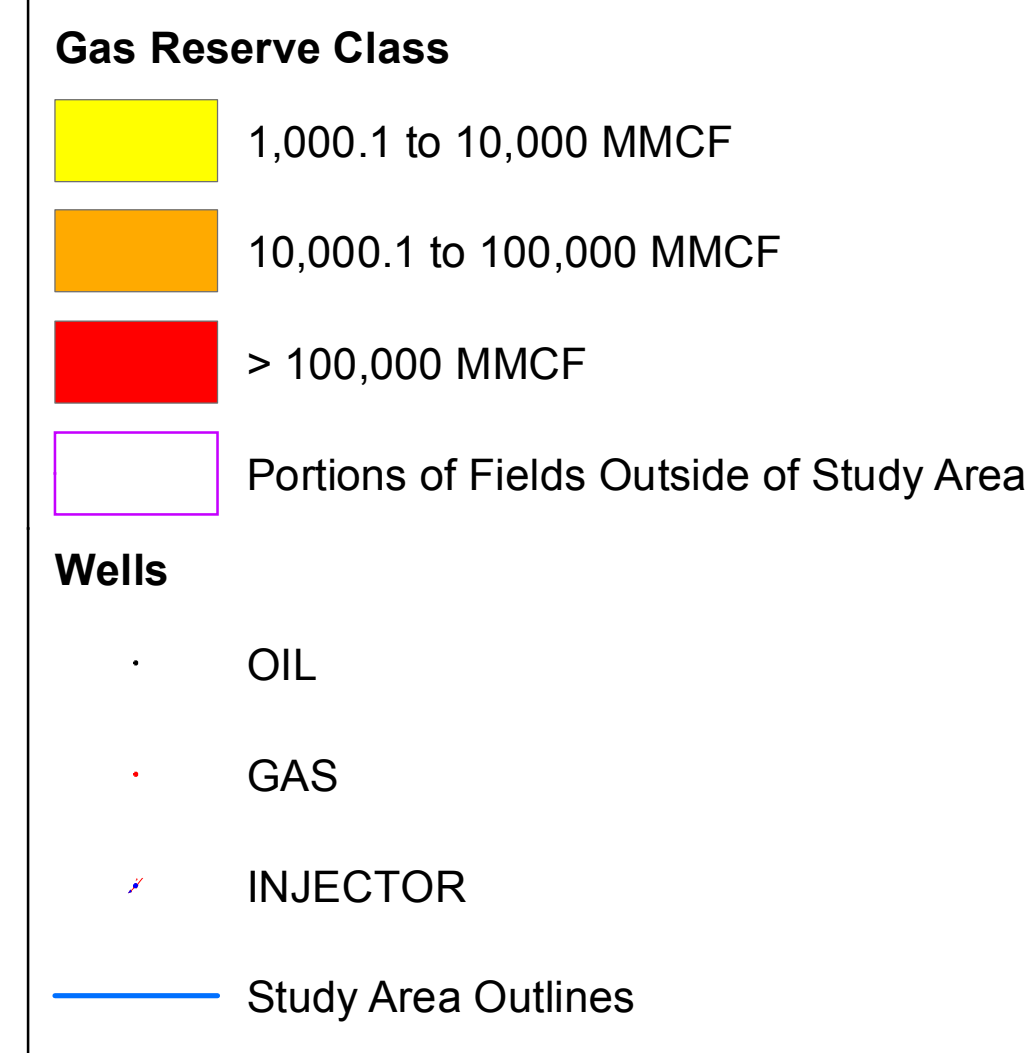 Gas Reserve Class
1,000.1 to 10,000 MMCF
10,000.1 to 100,000 MMCF
> 100,000 MMCF
Portions of Fields Outside of Study Area
Wells
OIL
GAS
INJECTOR
Study Area Outlines